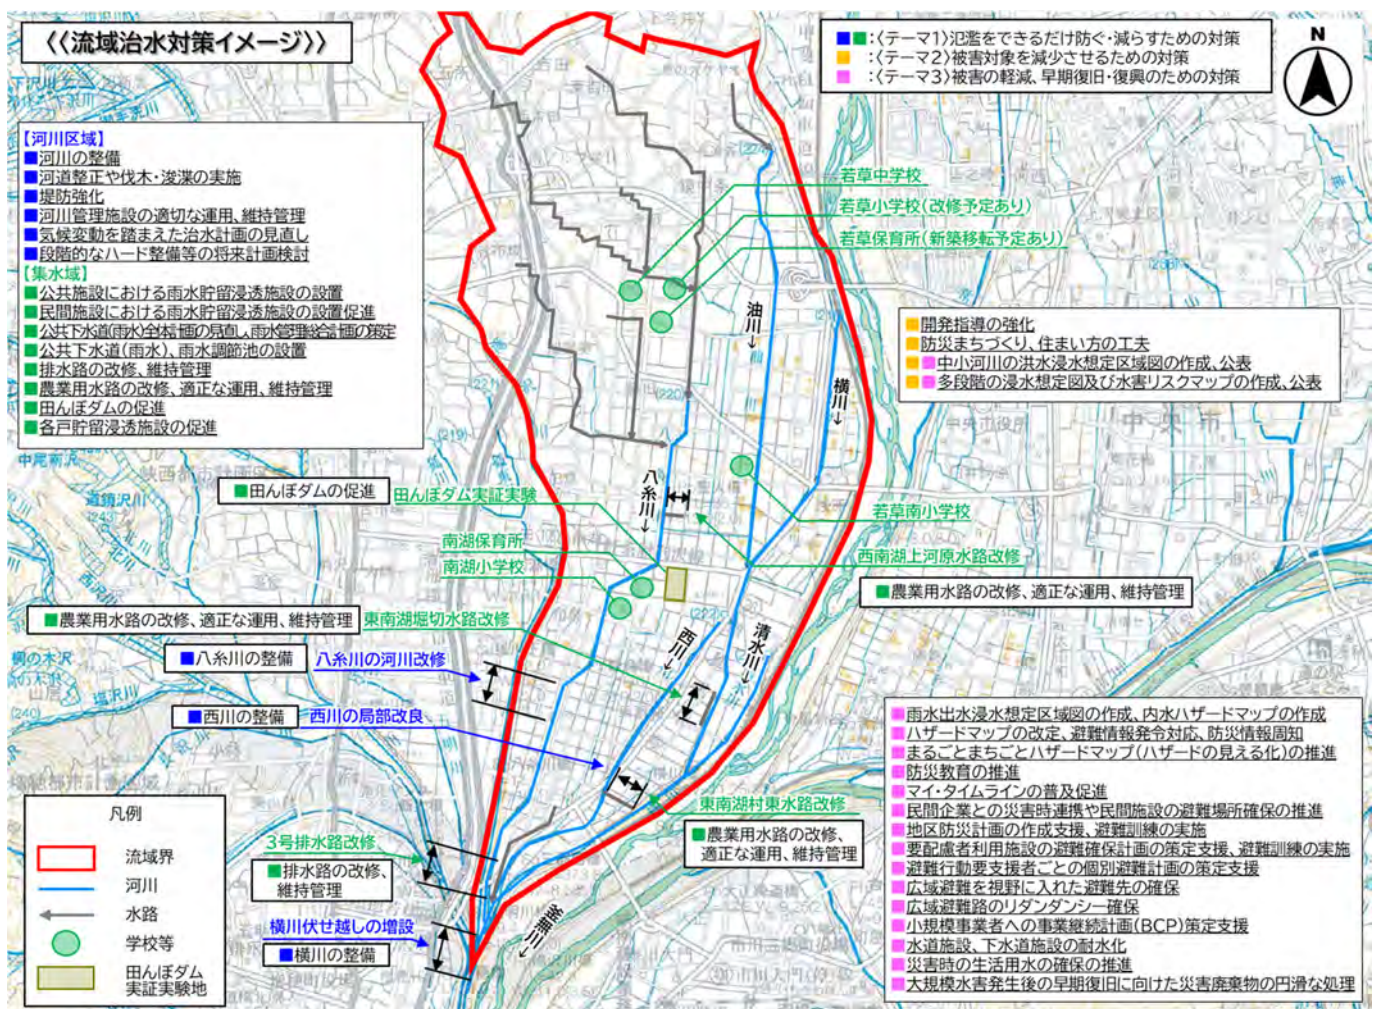 《流域治水対策イメージ》
■■:〈テーマ1〉氾濫をできるだけ防ぐ・減らすための対策
■:〈テーマ2〉被害対象を減少させるための対策
■:〈テーマ3〉被害の軽減、早期復旧・復興のための対策
N
【河川区域】
■河川の整備
■河道整正や伐木・浚渫の実施
■堤防強化
■河川管理施設の適切な運用、維持管理
■気候変動を踏まえた治水計画の見直し
■段階的なハード整備等の将来計画検討
【集水域】
■公共施設における雨水貯留浸透施設の設置
■民間施設における雨水貯留浸透施設の設置促進
■公共下水道(雨水)全体計画の見直し、雨水管理総合計画の策定
■公共下水道(雨水)、雨水調節池の設置
■排水路の改修、維持管理
■農業用水路の改修、適正な運用、維持管理
■田んぼダムの促進
■各戸貯留浸透施設の促進
若草中学校
若草小学校(改修予定あり)
若草保育所(新築移転予定あり)
油川→
横川→
■開発指導の強化
■防災まちづくり、住まい方の工夫
■■中小河川の洪水浸水想定区域図の作成、公表
■■多段階の浸水想定図及び水害リスクマップの作成、公表
■田んぼダムの促進
田んぼダム実証実験
八糸川→
若草南小学校
南湖保育所
南湖小学校
西南湖上河原水路改修
■農業用水路の改修、適正な運用、維持管理
■農業用水路の改修、適正な運用、維持管理
東南湖堀切水路改修
西川→
清水川→
■八糸川の整備
八糸川の河川改修
■西川の整備
西川の局部改良
東南湖村東水路改修
■農業用水路の改修、
適正な運用、維持管理
3号排水路改修
■排水路の改修、
維持管理
横川伏せ越しの増設
■横川の整備
釜無川→
凡例
流域界
河川
水路
学校等
田んぼダム
実証実験地
■雨水出水浸水想定区域図の作成、内水ハザードマップの作成
■ハザードマップの改定、避難情報発令対応、防災情報周知
■まるごとまちごとハザードマップ(ハザードの見える化)の推進
■防災教育の推進
■マイ・タイムラインの普及促進
■民間企業との災害時連携や民間施設の避難場所確保の推進
■地区防災計画の作成支援、避難訓練の実施
■要配慮者利用施設の避難確保計画の策定支援、避難訓練の実施
■避難行動要支援者ごとの個別避難計画の策定支援
■広域避難を視野に入れた避難先の確保
■広域避難路のリダンダンシー確保
■小規模事業者への事業継続計画(BCP)策定支援
■水道施設、下水道施設の耐水化
■災害時の生活用水の確保の推進
■大規模水害発生後の早期復旧に向けた災害廃棄物の円滑な処理